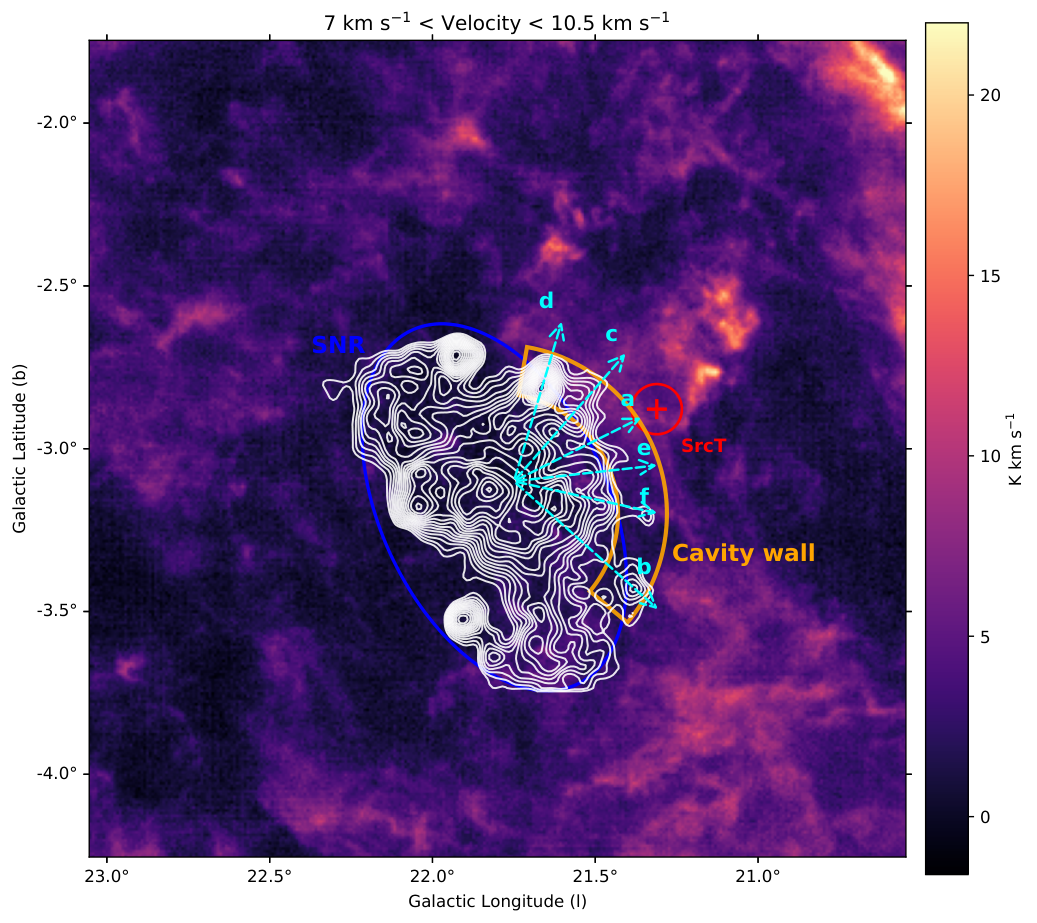 7 km s⁻¹ < Velocity < 10.5 km s⁻¹
-2.0°
-2.5°
-3.0°
-3.5°
-4.0°
Galactic Latitude (b)
SNR
d
c
a
e
f
b
SrcT
Cavity wall
23.0°
22.5°
22.0°
21.5°
21.0°
Galactic Longitude (l)
20
15
10
5
0
K km s⁻¹